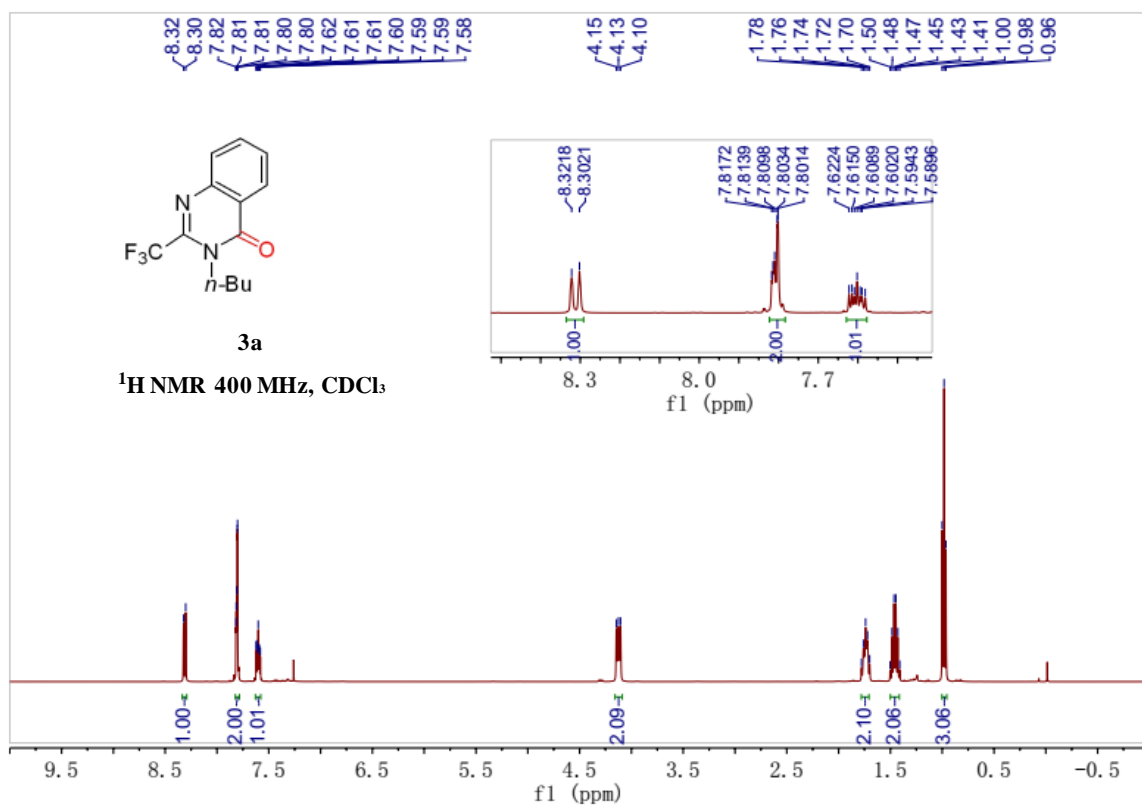 8.32 8.30 7.82 7.81 7.81 7.80 7.80 7.62 7.61 7.61 7.60 7.59 7.59 7.58 4.15 4.13 4.10 1.78 1.76 1.74 1.72 1.70 1.50 1.48 1.47 1.45 1.43 1.41 1.00 0.98 0.96
N
F3C
N
O
n-Bu
3a
1H NMR 400 MHz, CDCl3
8.3218 8.3021 7.8172 7.8139 7.8098 7.8034 7.8014 7.6224 7.6150 7.6089 7.6020 7.5943 7.5896
1.00 2.00 1.01
8.3 8.0 7.7
f1 (ppm)
1.00 2.00 1.01 2.09 2.10 2.06 3.06
9.5 8.5 7.5 6.5 5.5 4.5 3.5 2.5 1.5 0.5 -0.5
f1 (ppm)